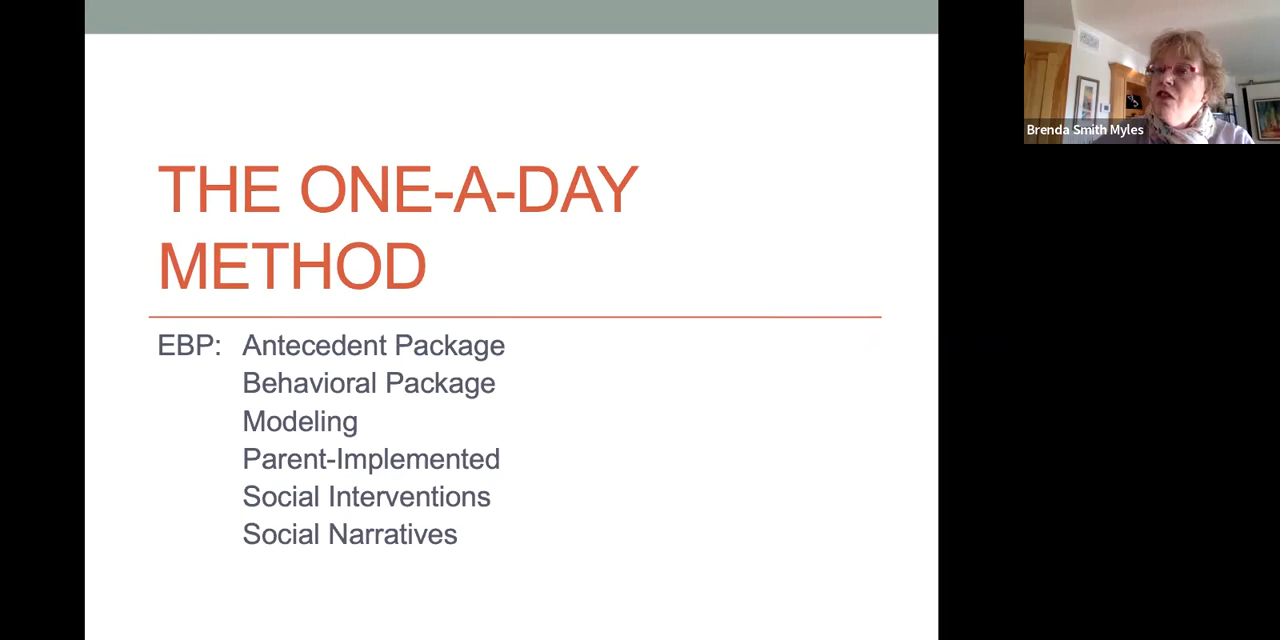 THE ONE-A-DAY
METHOD
EBP: Antecedent Package
Behavioral Package
Modeling
Parent-Implemented
Social Interventions
Social Narratives
Brenda Smith Myles